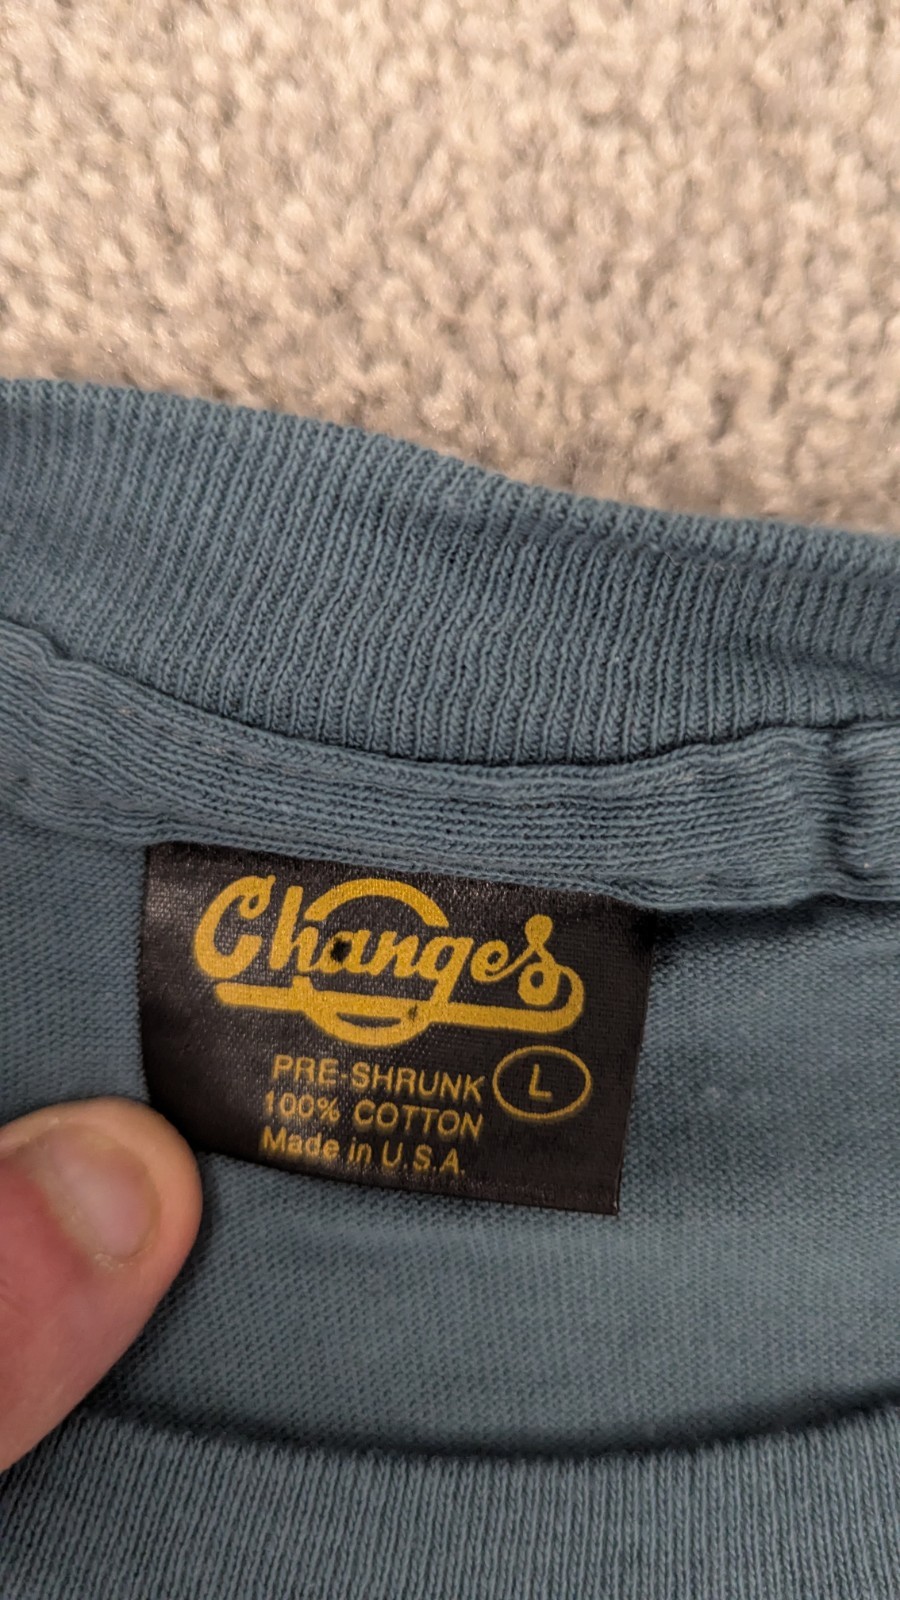 Changes
PRE-SHRUNK
100% COTTON
Made in U.S.A.
L